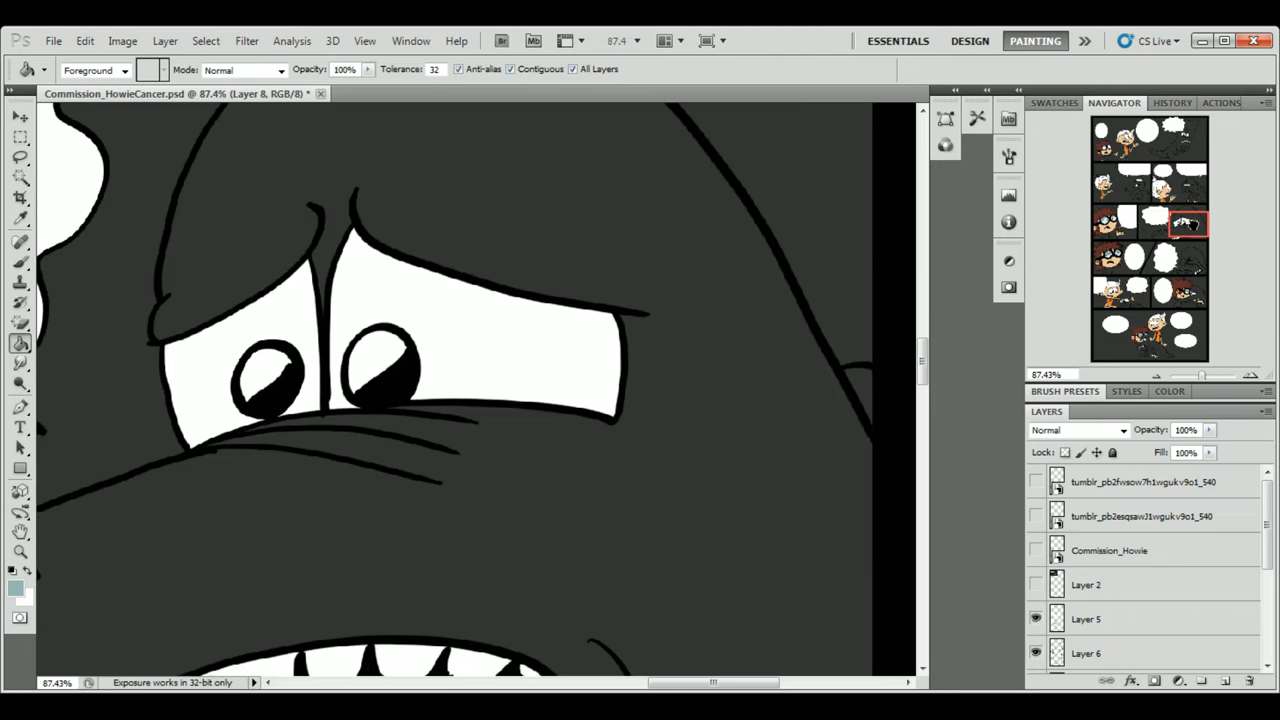 Ps File Edit Image Layer Select Filter Analysis 3D View Window Help Br Mb 87.4 ESSENTIALS DESIGN PAINTING CS Live
Foreground Mode: Normal Opacity: 100% Tolerance: 32 Anti-alias Contiguous All Layers
Commission_HowieCancer.psd @ 87.4% (Layer 8, RGB/8) *
SWATCHES NAVIGATOR HISTORY ACTIONS
Mb
87.43%
BRUSH PRESETS STYLES COLOR
LAYERS
Normal Opacity: 100%
Lock: Fill: 100%
tumblr_pb2fwsow7h1wgukv9o1_540
tumblr_pb2esqsawJ1wgukv9o1_540
Commission_Howie
Layer 2
Layer 5
Layer 6
87.43% Exposure works in 32-bit only
fx